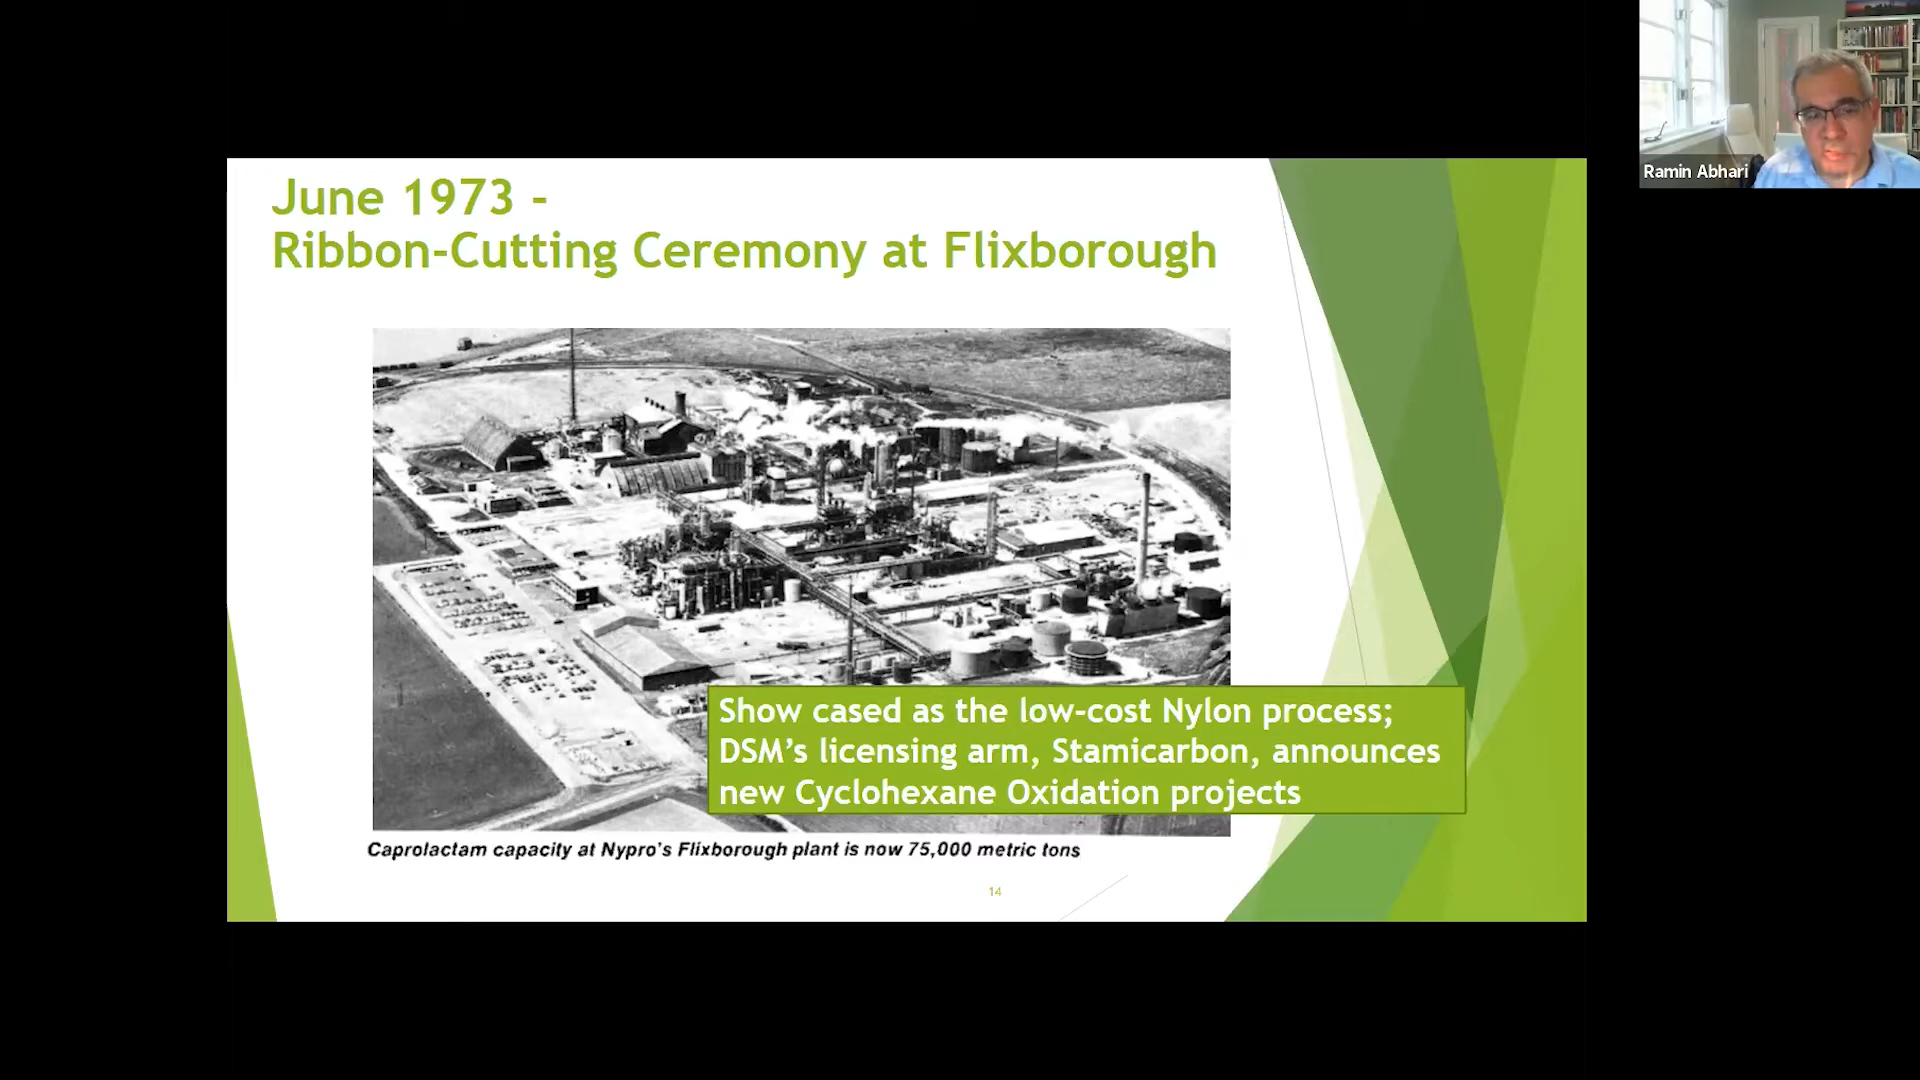 June 1973 -
Ribbon-Cutting Ceremony at Flixborough
Show cased as the low-cost Nylon process;
DSM's licensing arm, Stamicarbon, announces
new Cyclohexane Oxidation projects
Caprolactam capacity at Nypro's Flixborough plant is now 75,000 metric tons
14
Ramin Abhari